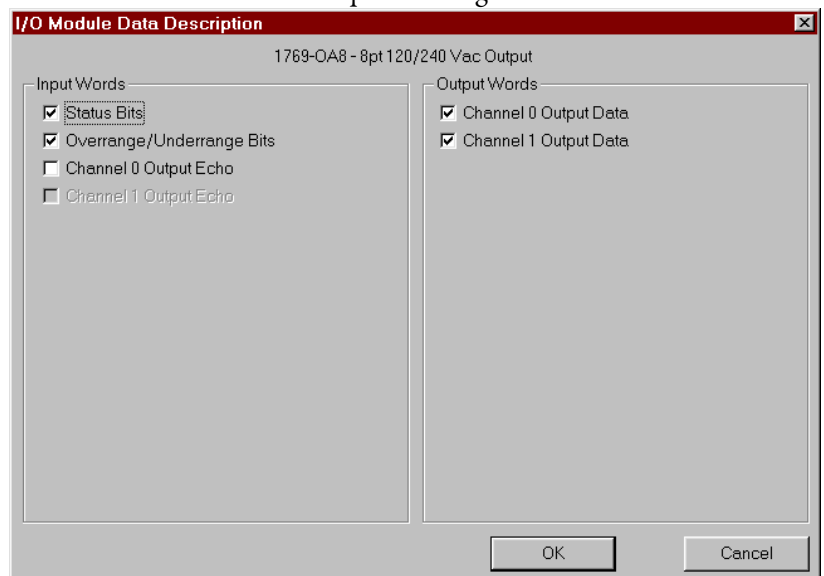 I/O Module Data Description
1769-OA8 - 8pt 120/240 Vac Output
Input Words
Status Bits
Overrange/Underrange Bits
Channel 0 Output Echo
Channel 1 Output Echo
Output Words
Channel 0 Output Data
Channel 1 Output Data
OK
Cancel